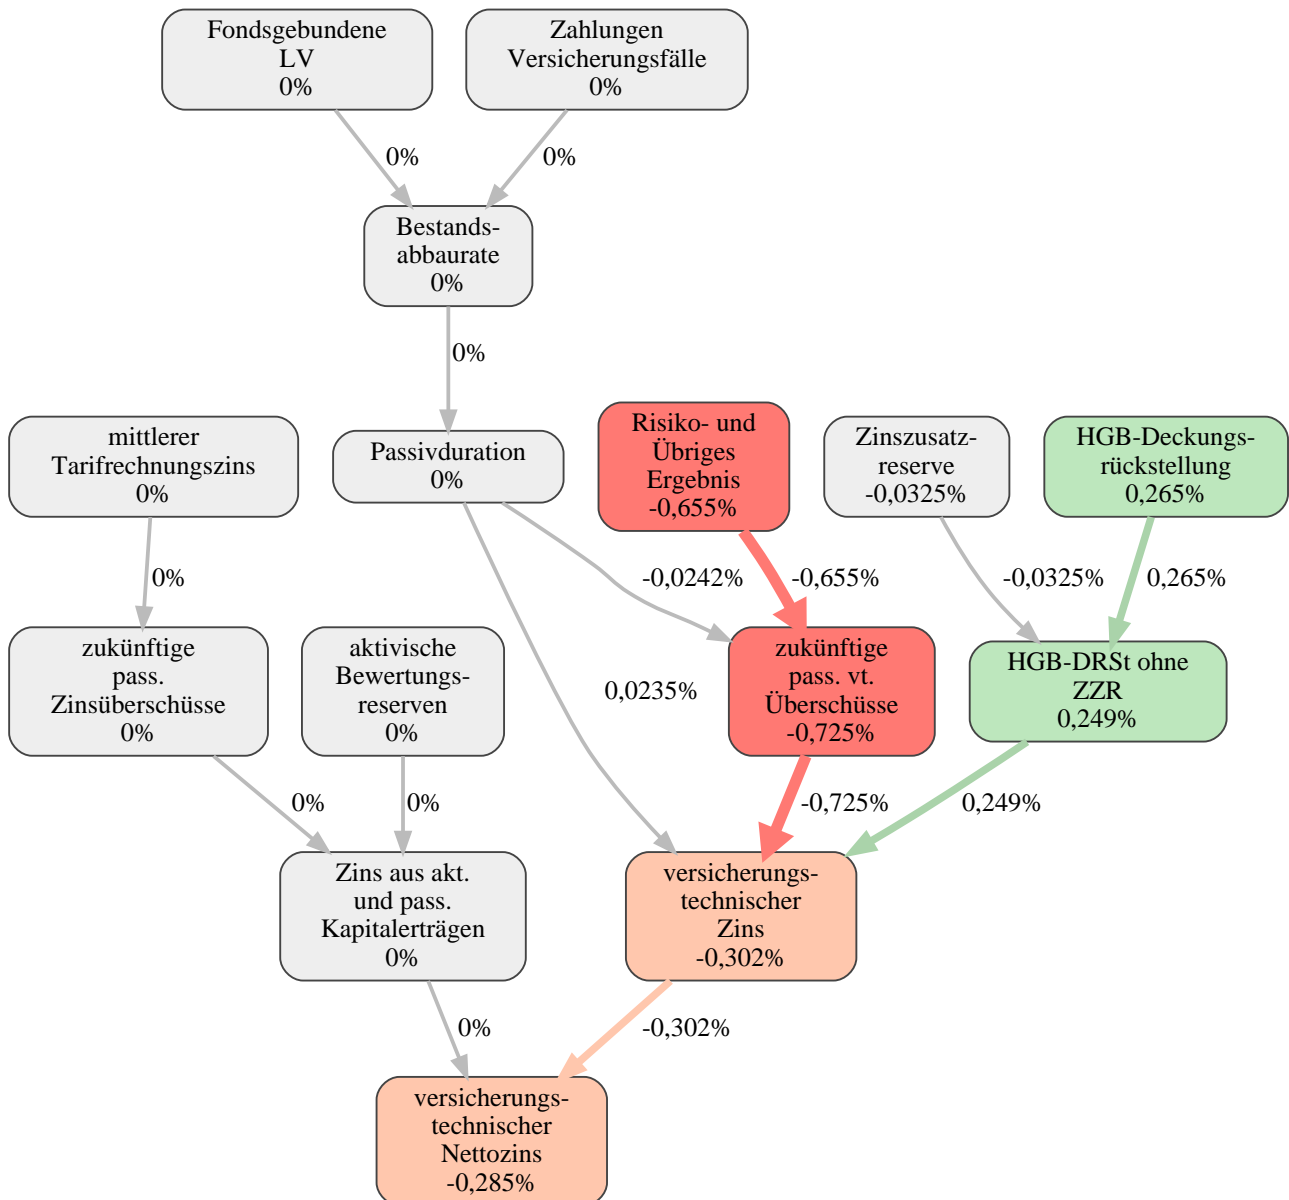 Fondsgebundene
LV
0%
Zahlungen
Versicherungsfälle
0%
0%
0%
Bestands-
abbaurate
0%
0%
mittlerer
Tarifrechnungszins
0%
Passivduration
0%
Risiko- und
Übriges
Ergebnis
-0,655%
Zinszusatz-
reserve
-0,0325%
HGB-Deckungs-
rückstellung
0,265%
0%
-0,0242%
-0,655%
-0,0325%
0,265%
zukünftige
pass.
Zinsüberschüsse
0%
aktivische
Bewertungs-
reserven
0%
0,0235%
zukünftige
pass. vt.
Überschüsse
-0,725%
HGB-DRSt ohne
ZZR
0,249%
0%
0%
-0,725%
0,249%
Zins aus akt.
und pass.
Kapitalerträgen
0%
versicherungs-
technischer
Zins
-0,302%
0%
-0,302%
versicherungs-
technischer
Nettozins
-0,285%